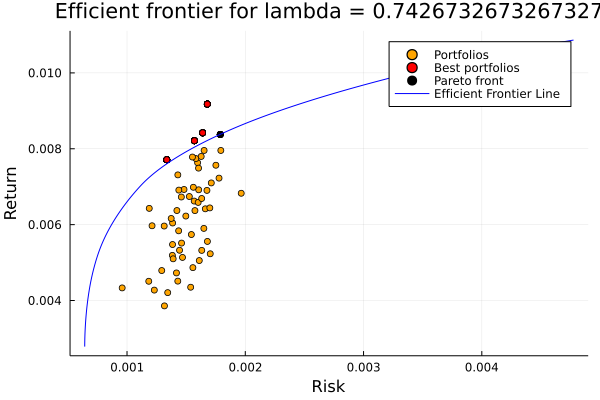 Efficient frontier for lambda = 0.7426732673267327
Portfolios
Best portfolios
Pareto front
Efficient Frontier Line
Return
0.010
0.008
0.006
0.004
0.001 0.002 0.003 0.004
Risk